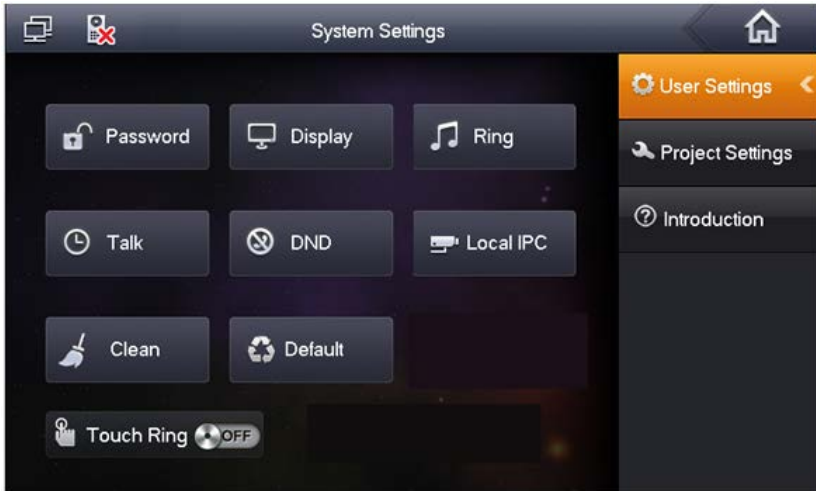 System Settings
User Settings
Password
Display
Ring
Project Settings
Talk
DND
Local IPC
Introduction
Clean
Default
Touch Ring OFF